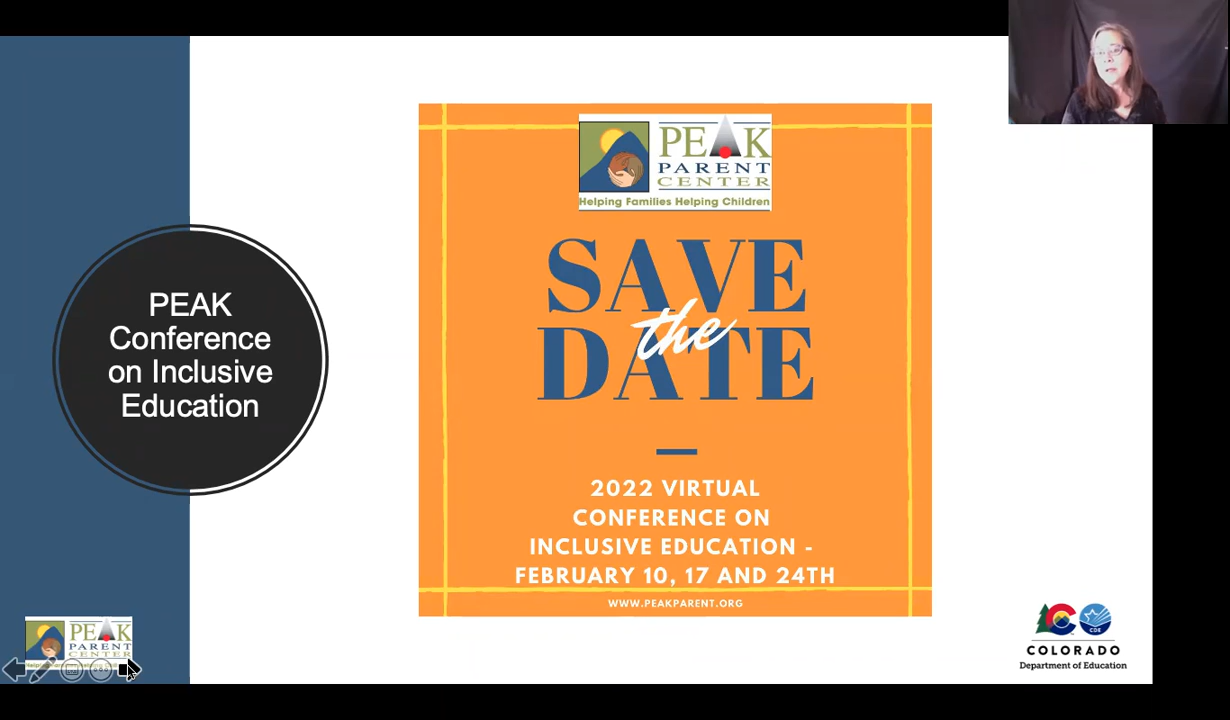 PEAK
Conference
on Inclusive
Education
PEAK
PARENT
CENTER
Helping Families Helping Children
SAVE
the
DATE
2022 VIRTUAL
CONFERENCE ON
INCLUSIVE EDUCATION -
FEBRUARY 10, 17 AND 24TH
WWW.PEAKPARENT.ORG
PEAK
PARENT
CENTER
C
CDE
COLORADO
Department of Education